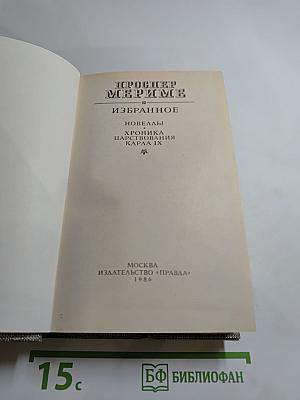 ПРОСПЕР
МЕРИМЕ
ИЗБРАННОЕ
НОВЕЛЛЫ
ХРОНИКА
ЦАРСТВОВАНИЯ
КАРЛА IX
МОСКВА
ИЗДАТЕЛЬСТВО «ПРАВДА»
1986
15с
БФ БИБЛИОФАН